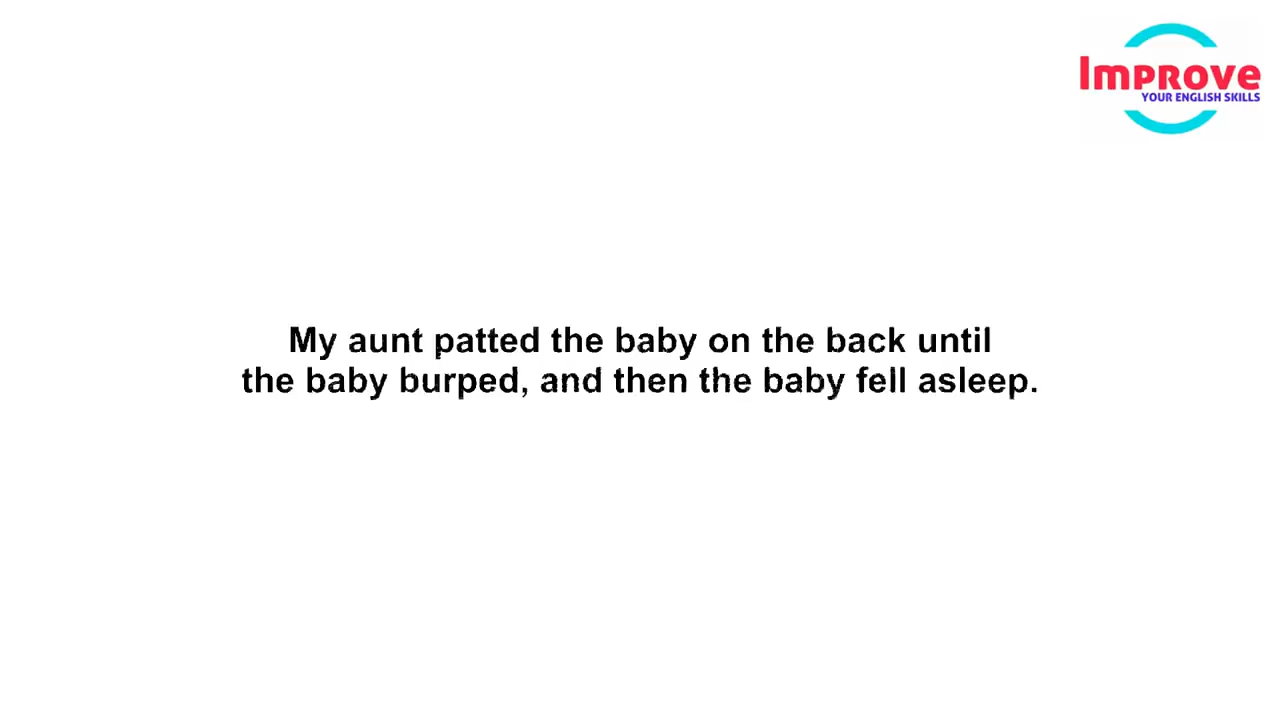 Improve
YOUR ENGLISH SKILLS
My aunt patted the baby on the back until
the baby burped, and then the baby fell asleep.